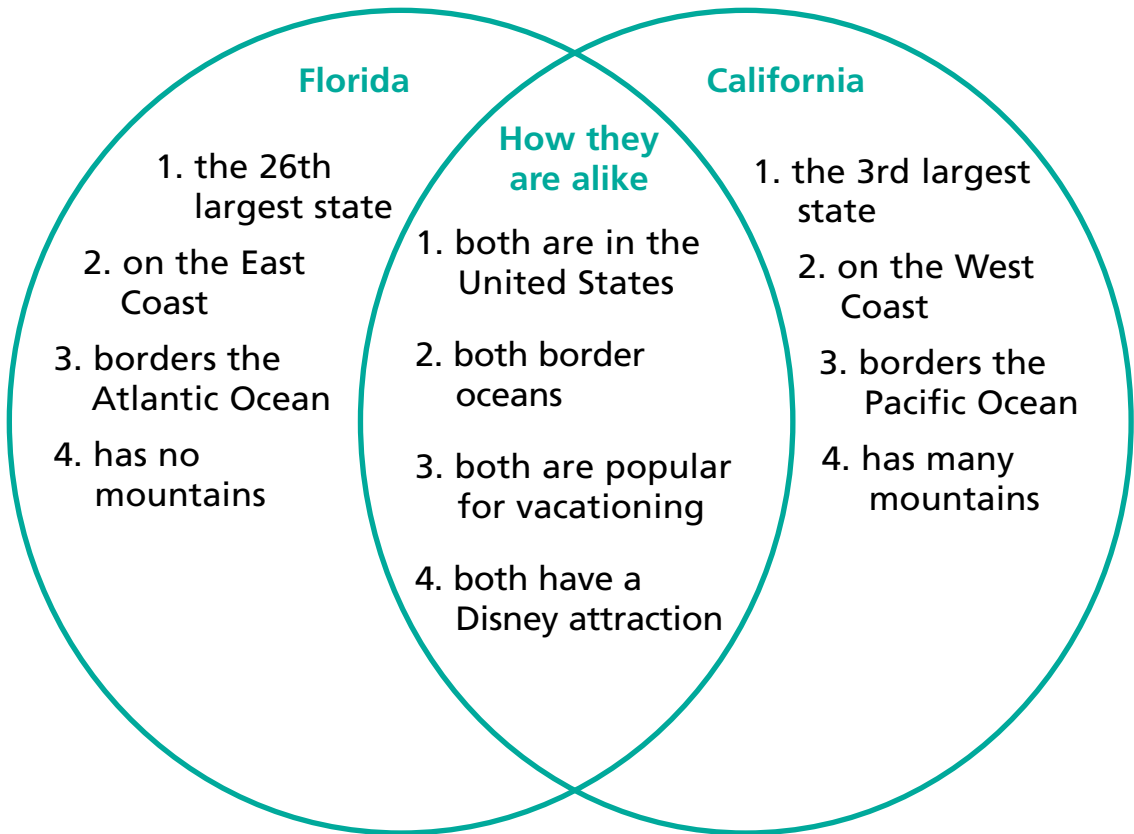 Florida
1. the 26th
largest state
2. on the East
Coast
3. borders the
Atlantic Ocean
4. has no
mountains
How they
are alike
1. both are in the
United States
2. both border
oceans
3. both are popular
for vacationing
4. both have a
Disney attraction
California
1. the 3rd largest
state
2. on the West
Coast
3. borders the
Pacific Ocean
4. has many
mountains